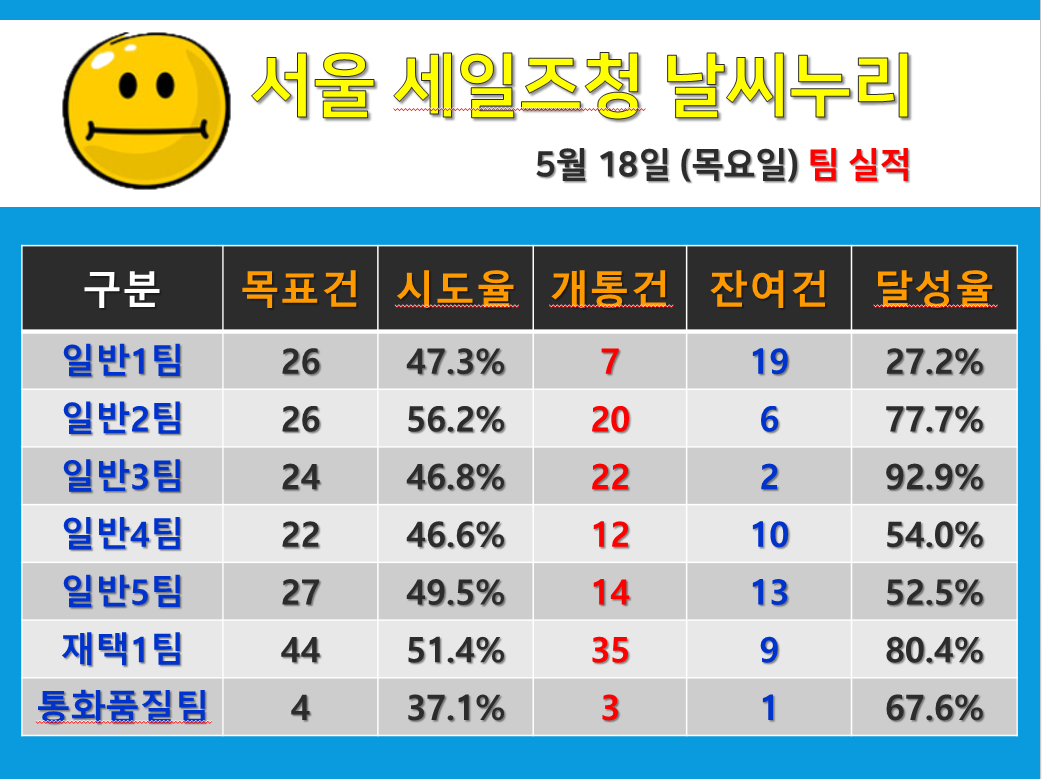 서울 세일즈청 날씨누리
5월 18일 (목요일) 팀 실적
구분 목표건 시도율 개통건 잔여건 달성율
일반1팀 26 47.3% 7 19 27.2%
일반2팀 26 56.2% 20 6 77.7%
일반3팀 24 46.8% 22 2 92.9%
일반4팀 22 46.6% 12 10 54.0%
일반5팀 27 49.5% 14 13 52.5%
재택1팀 44 51.4% 35 9 80.4%
통화품질팀 4 37.1% 3 1 67.6%